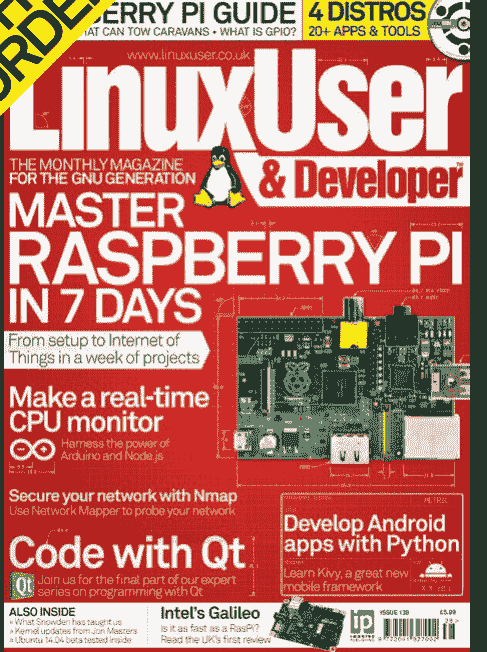 ORDER
BERRY PI GUIDE
HAT CAN TOW CARAVANS • WHAT IS GPIO?
4 DISTROS
20+ APPS & TOOLS
www.linuxuser.co.uk
LinuxUser
& Developer
THE MONTHLY MAGAZINE
FOR THE GNU GENERATION
MASTER
RASPBERRY PI
IN 7 DAYS
From setup to Internet of
Things in a week of projects
Make a real-time
CPU monitor
Harness the power of
Arduino and Node.js
Secure your network with Nmap
Use Network Mapper to probe your network
Code with Qt
Qt
Join us for the final part of our expert
series on programming with Qt
Develop Android
apps with Python
Learn Kivy, a great new
mobile framework
ALSO INSIDE
» What Snowden has taught us
» Kernel updates from Jon Masters
» Ubuntu 14.04 beta tested inside
Intel's Galileo
Is it as fast as a RasPi?
Read the UK's first review
ip
ISSUE 138
£5.99